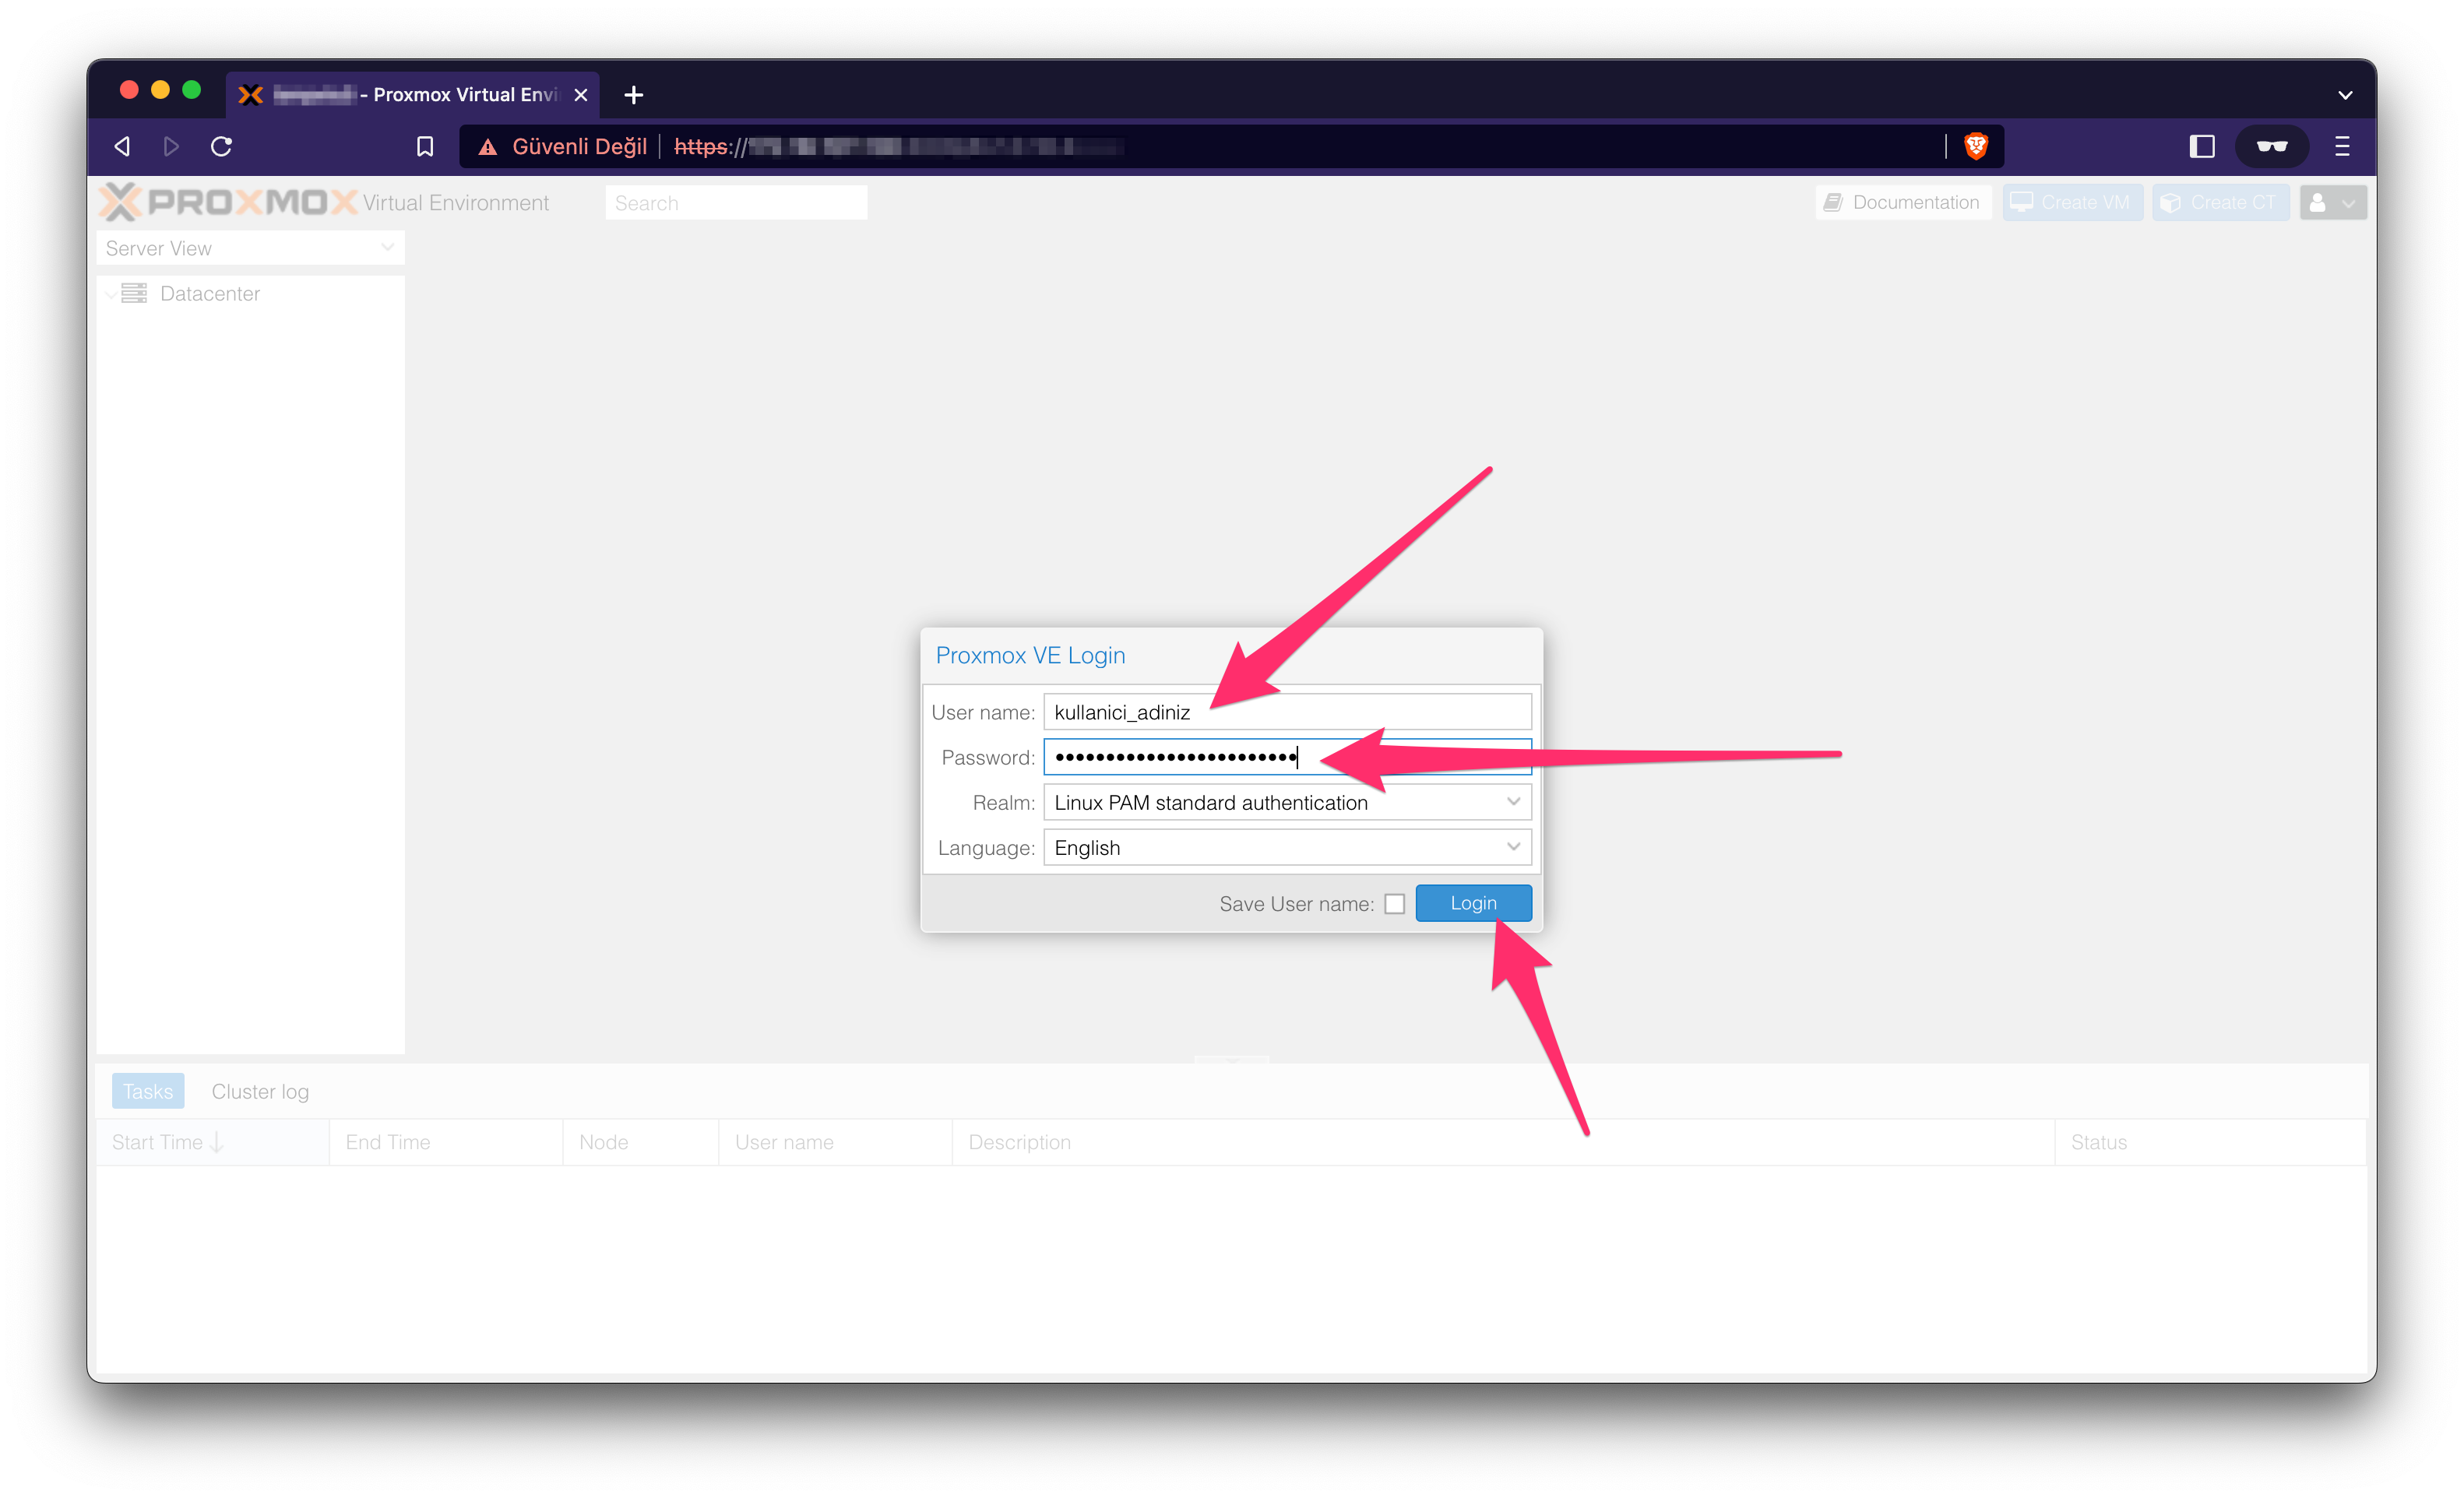 - Proxmox Virtual Envi
Güvenli Değil https://
PROXMOX Virtual Environment Search Documentation Create VM Create CT
Server View
Datacenter
Proxmox VE Login
User name: kullanici_adiniz
Password: ••••••••••••••••••••••••
Realm: Linux PAM standard authentication
Language: English
Save User name: Login
Tasks Cluster log
Start Time End Time Node User name Description Status